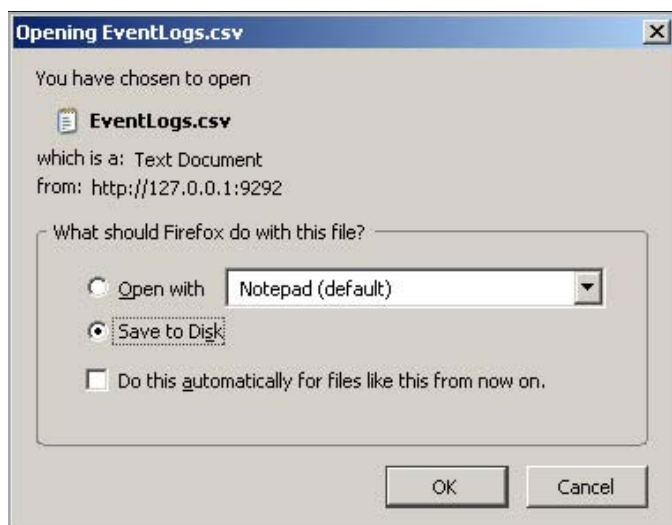 Opening EventLogs.csv
You have chosen to open
EventLogs.csv
which is a: Text Document
from: http://127.0.0.1:9292
What should Firefox do with this file?
Open with Notepad (default)
Save to Disk
Do this automatically for files like this from now on.
OK Cancel